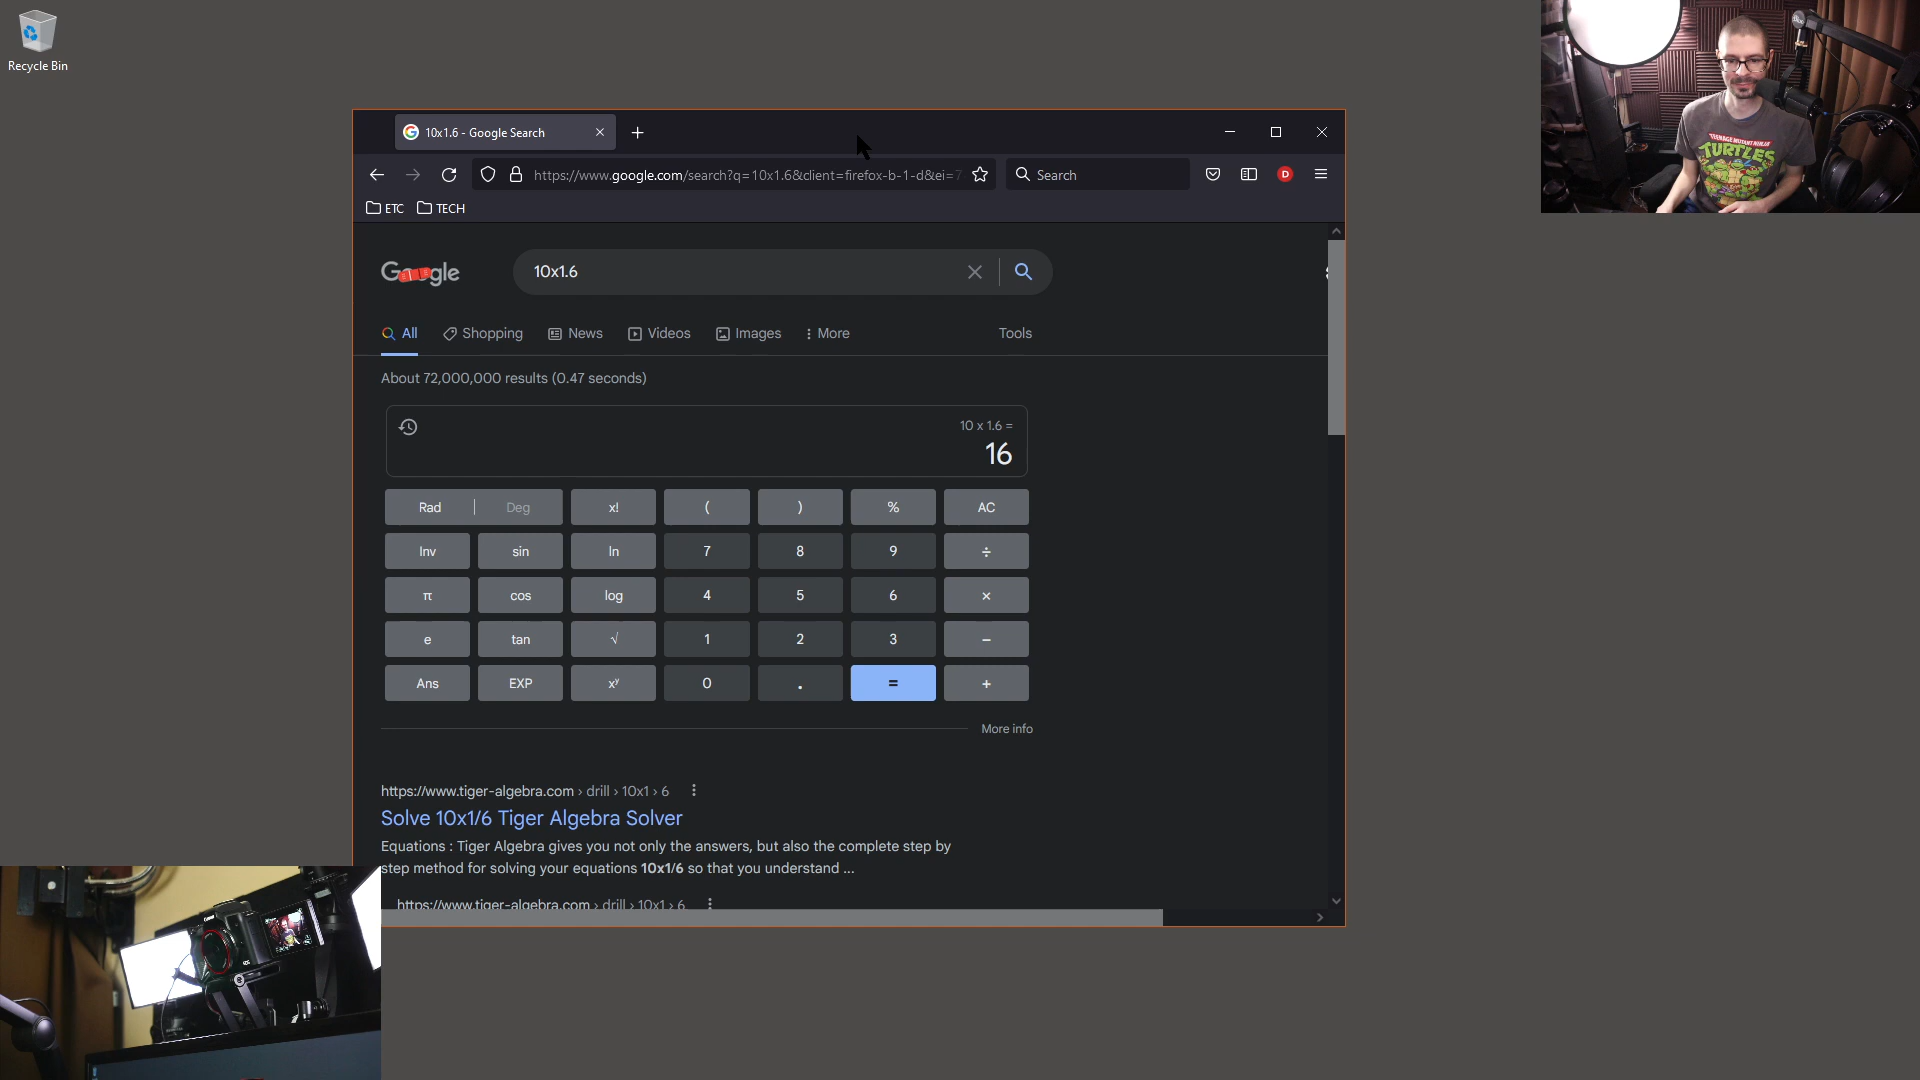 Recycle Bin
10x1.6 - Google Search
https://www.google.com/search?q=10x1.6&client=firefox-b-1-d&ei=7
Search
D
ETC
TECH
Google
10x1.6
All
Shopping
News
Videos
Images
More
Tools
About 72,000,000 results (0.47 seconds)
10 x 1.6 =
16
Rad | Deg x! ( ) % AC
Inv sin ln 7 8 9 ÷
π cos log 4 5 6 ×
e tan √ 1 2 3 −
Ans EXP xʸ 0 . = +
More info
https://www.tiger-algebra.com › drill › 10x1 › 6
Solve 10x1/6 Tiger Algebra Solver
Equations : Tiger Algebra gives you not only the answers, but also the complete step by
step method for solving your equations 10x1/6 so that you understand ...
https://www.tiger-algebra.com › drill › 10x1 › 6
TEENAGE MUTANT NINJA
TURTLES
Canon